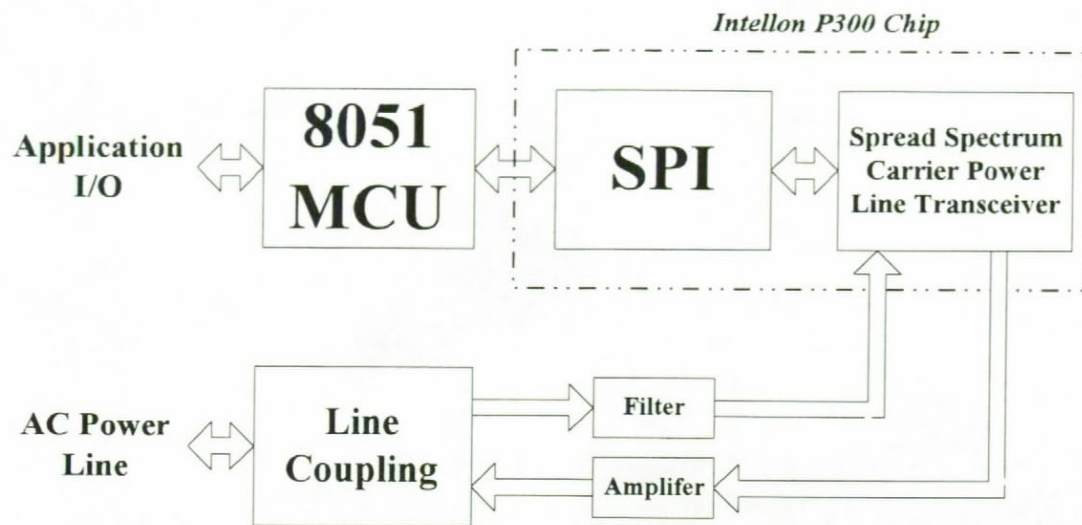 Intellon P300 Chip
Application
I/O
8051
MCU
SPI
Spread Spectrum
Carrier Power
Line Transceiver
AC Power
Line
Line
Coupling
Filter
Amplifer